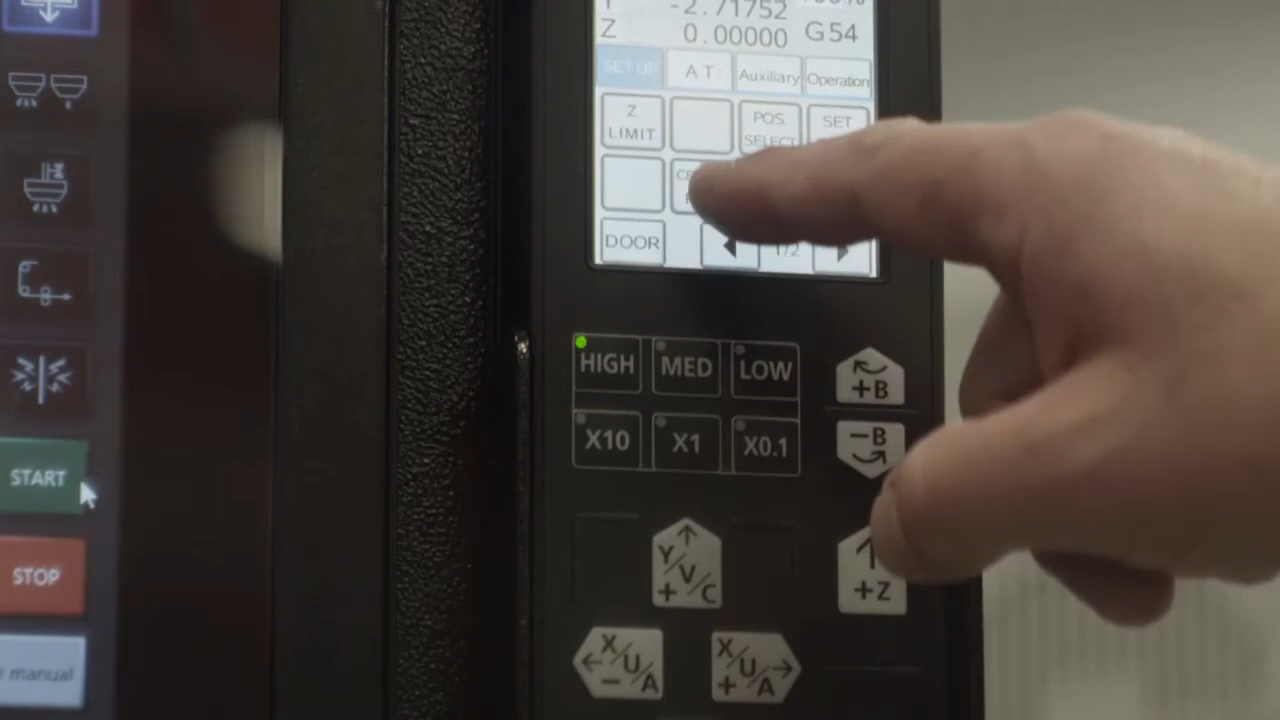 Y -2.71752
Z 0.00000 G54
SET UP A T Auxiliary Operation
Z LIMIT
POS. SELECT
SET
DOOR
1/2
HIGH MED LOW
X10 X1 X0.1
+B
-B
START
STOP
manual
Y/V/C +
+Z
X/U/A -
X/U/A +